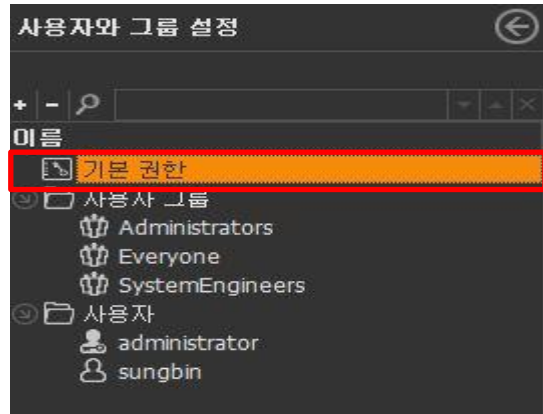 사용자와 그룹 설정
이름
기본 권한
사용자 그룹
Administrators
Everyone
SystemEngineers
사용자
administrator
sungbin